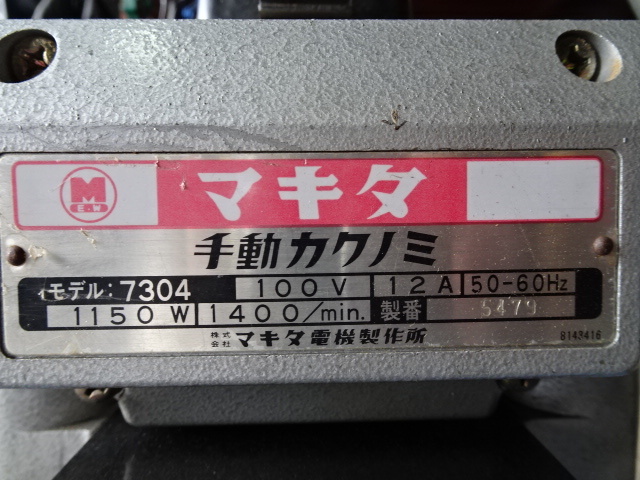 M
E.W
マキタ
手動カクノミ
モデル: 7304 100V 12A 50-60Hz
1150W 1400/min. 製番 5479
株式会社 マキタ電機製作所
8143416